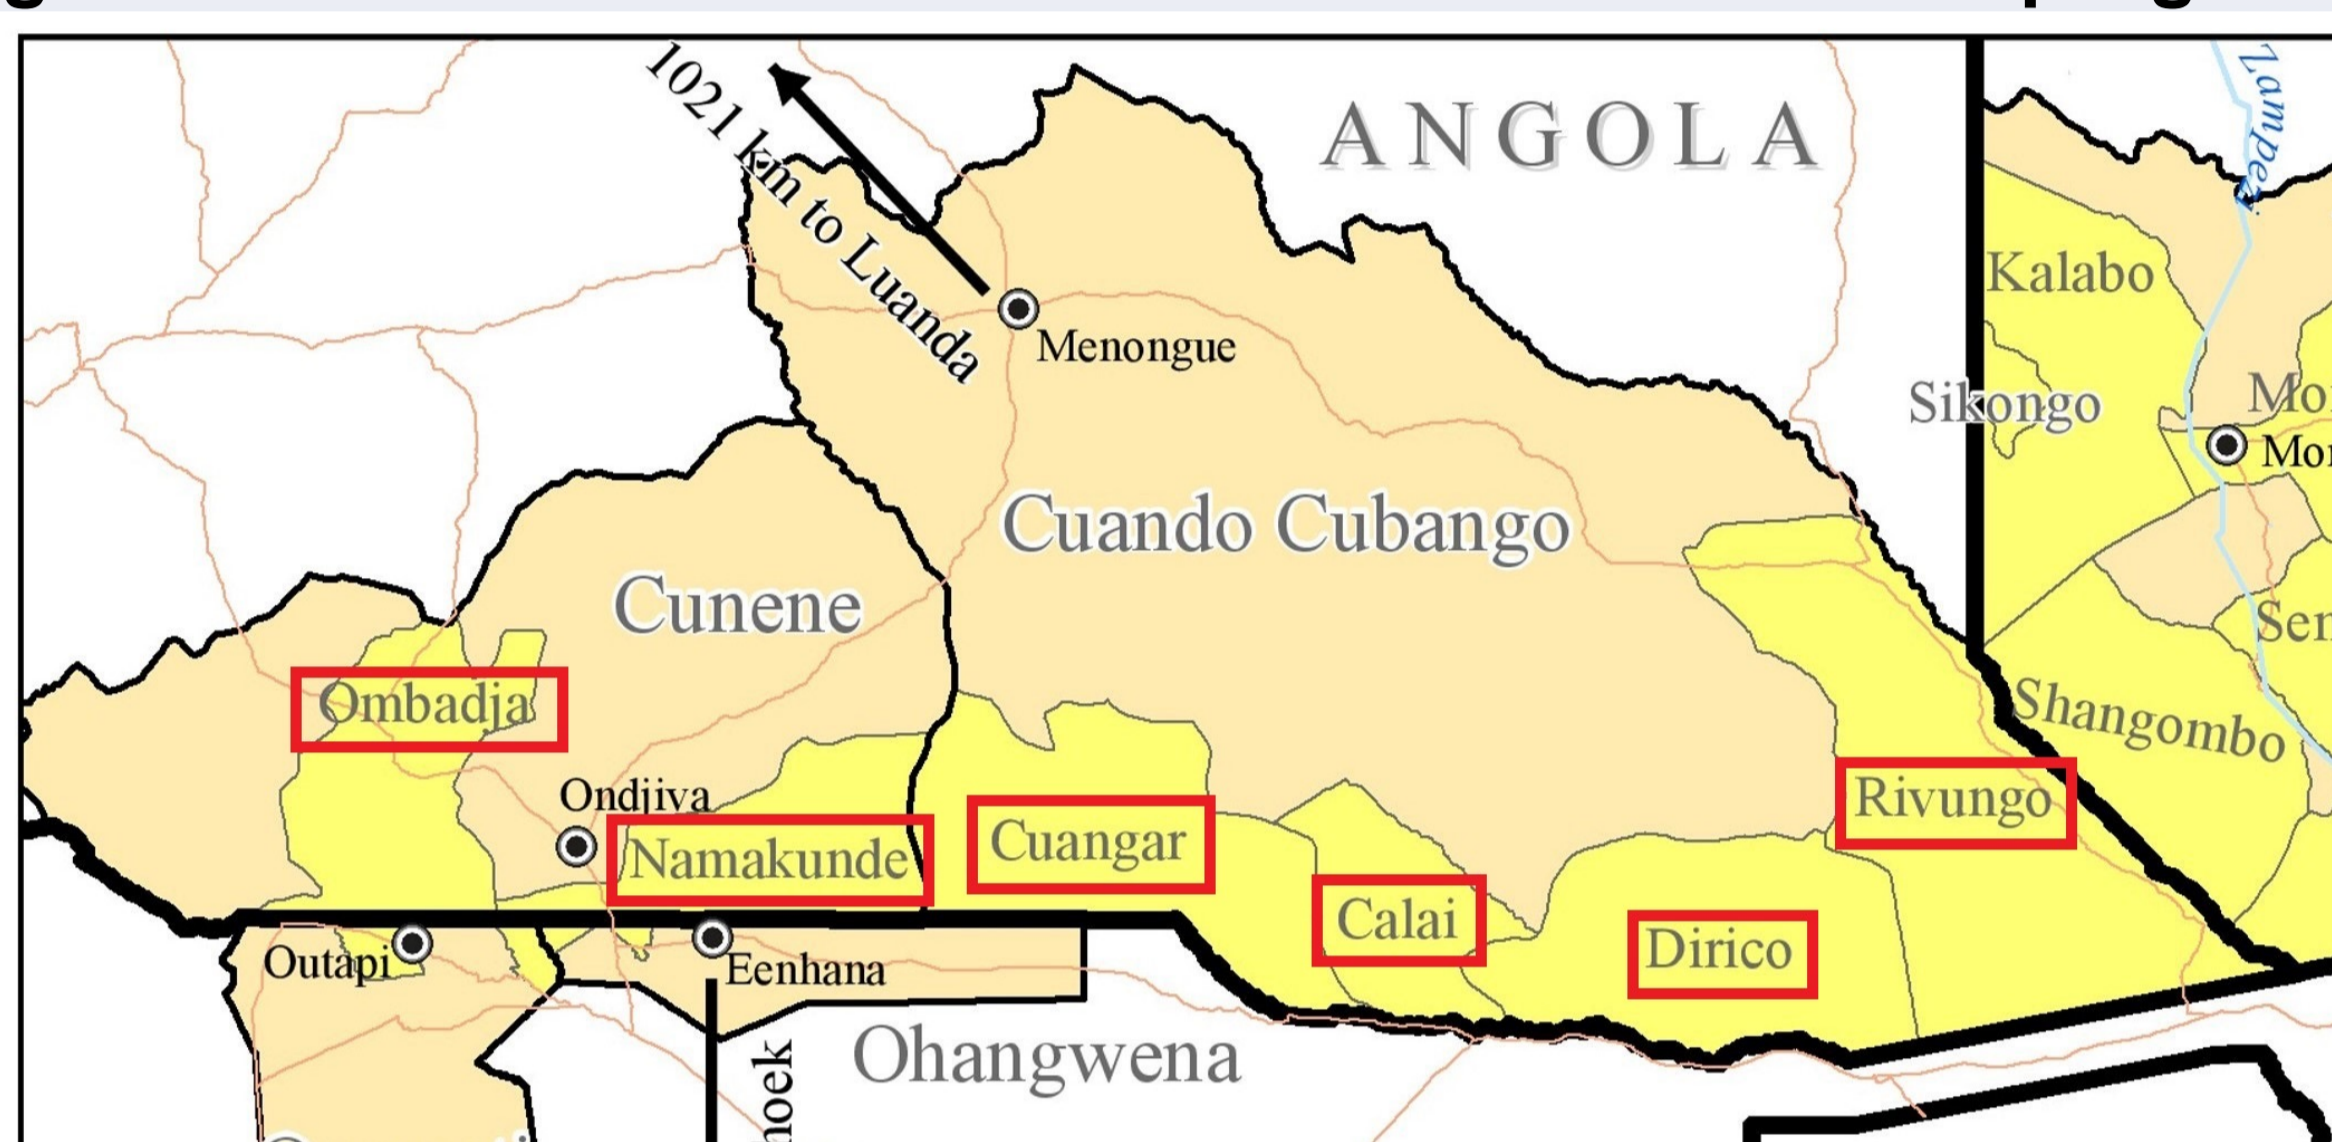 1021 km to Luanda
ANGOLA
Zampezi
Kalabo
Menongue
Sikongo
Cuando Cubango
Cunene
Ombadja
Shangombo
Ondjiva
Rivungo
Namakunde
Cuangar
Calai
Dirico
Outapi
Eenhana
Ohangwena